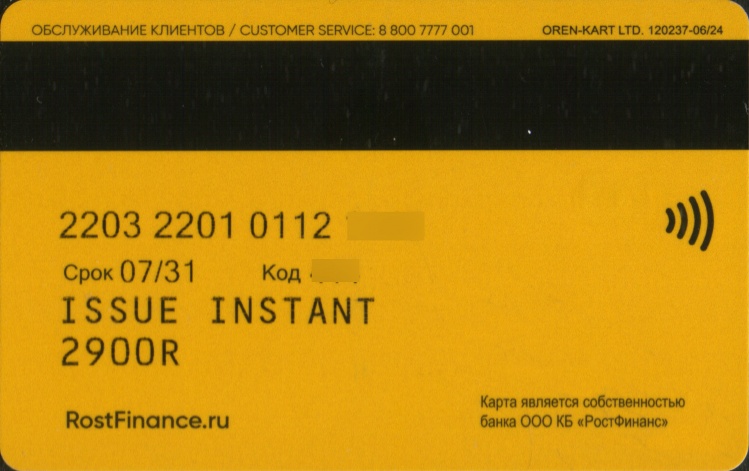 ОБСЛУЖИВАНИЕ КЛИЕНТОВ / CUSTOMER SERVICE: 8 800 7777 001
OREN-KART LTD. 120237-06/24
2203 2201 0112
Срок 07/31 Код
ISSUE INSTANT
2900R
RostFinance.ru
Карта является собственностью
банка ООО КБ «РостФинанс»